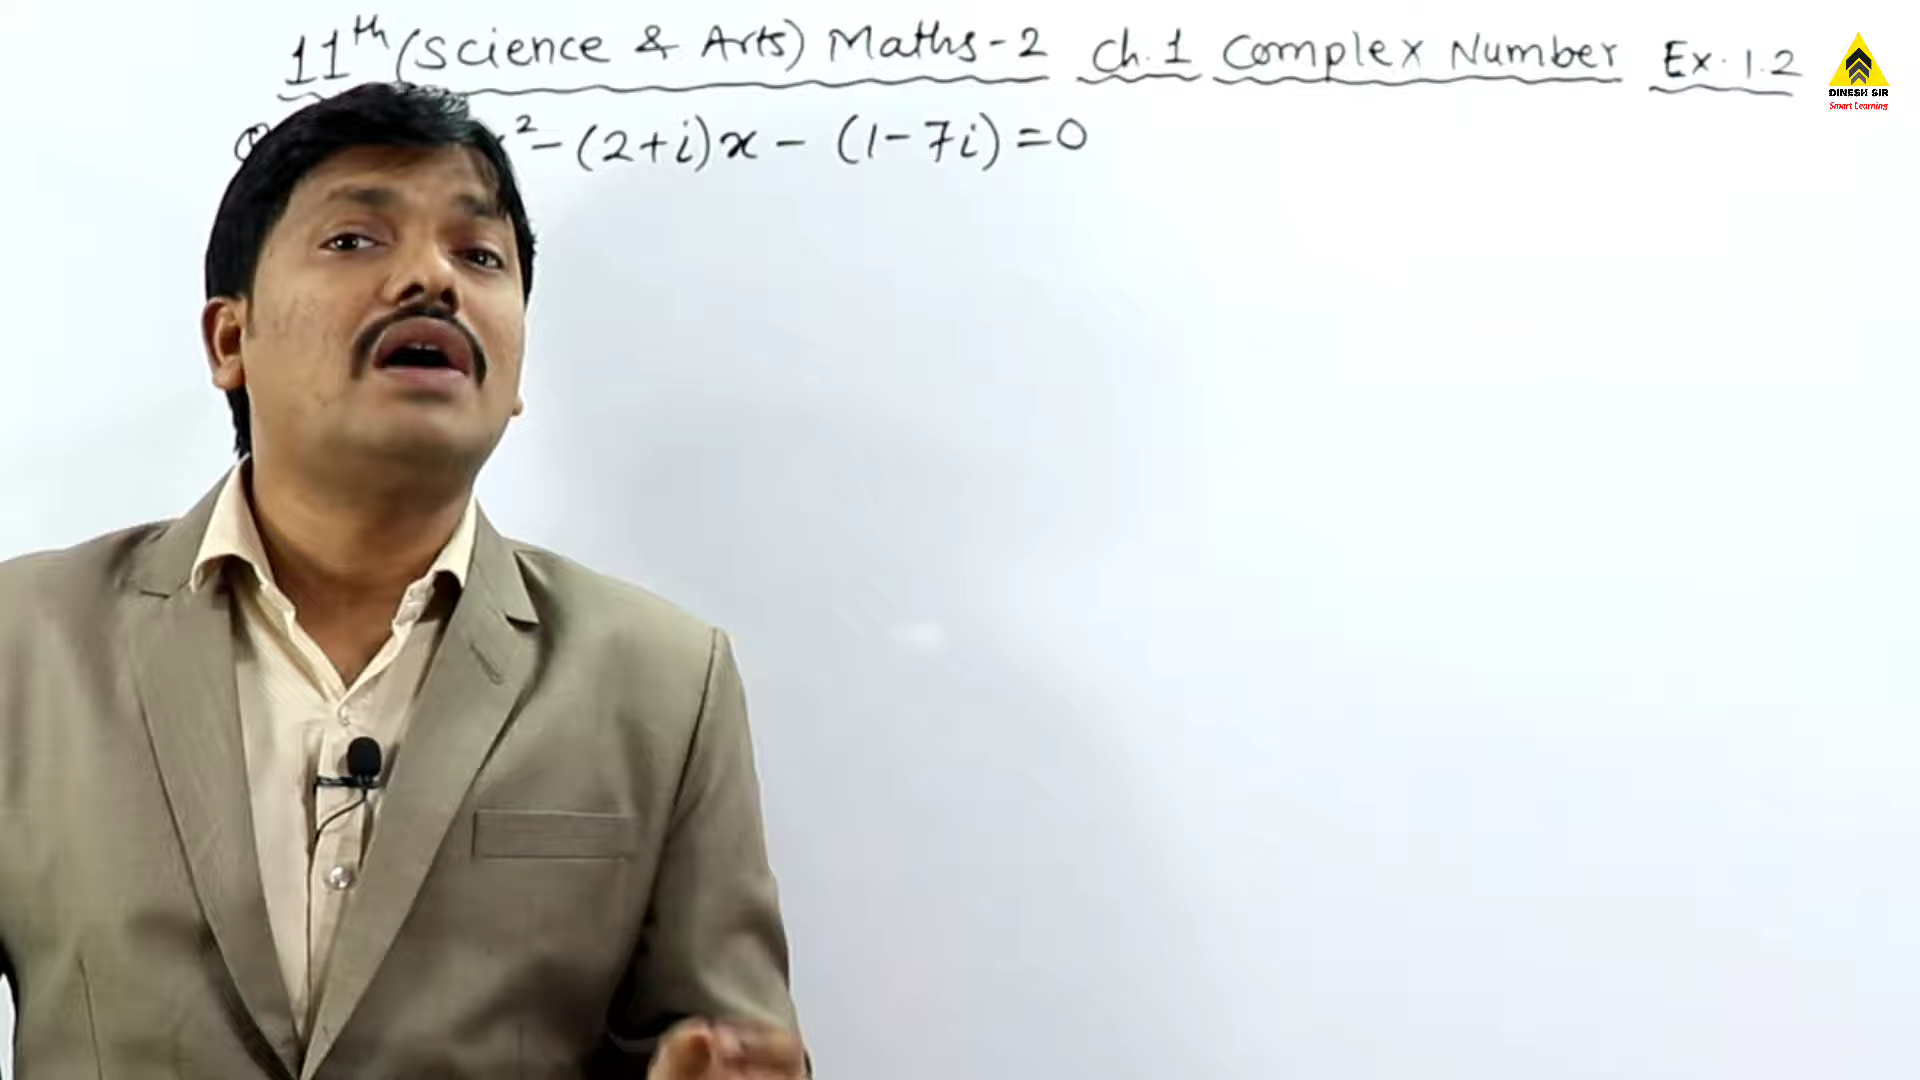 11th (Science & Arts) Maths-2 Ch.1 Complex Number Ex. 1.2
² - (2+i)x - (1-7i) = 0
DINESH SIR
Smart Learning